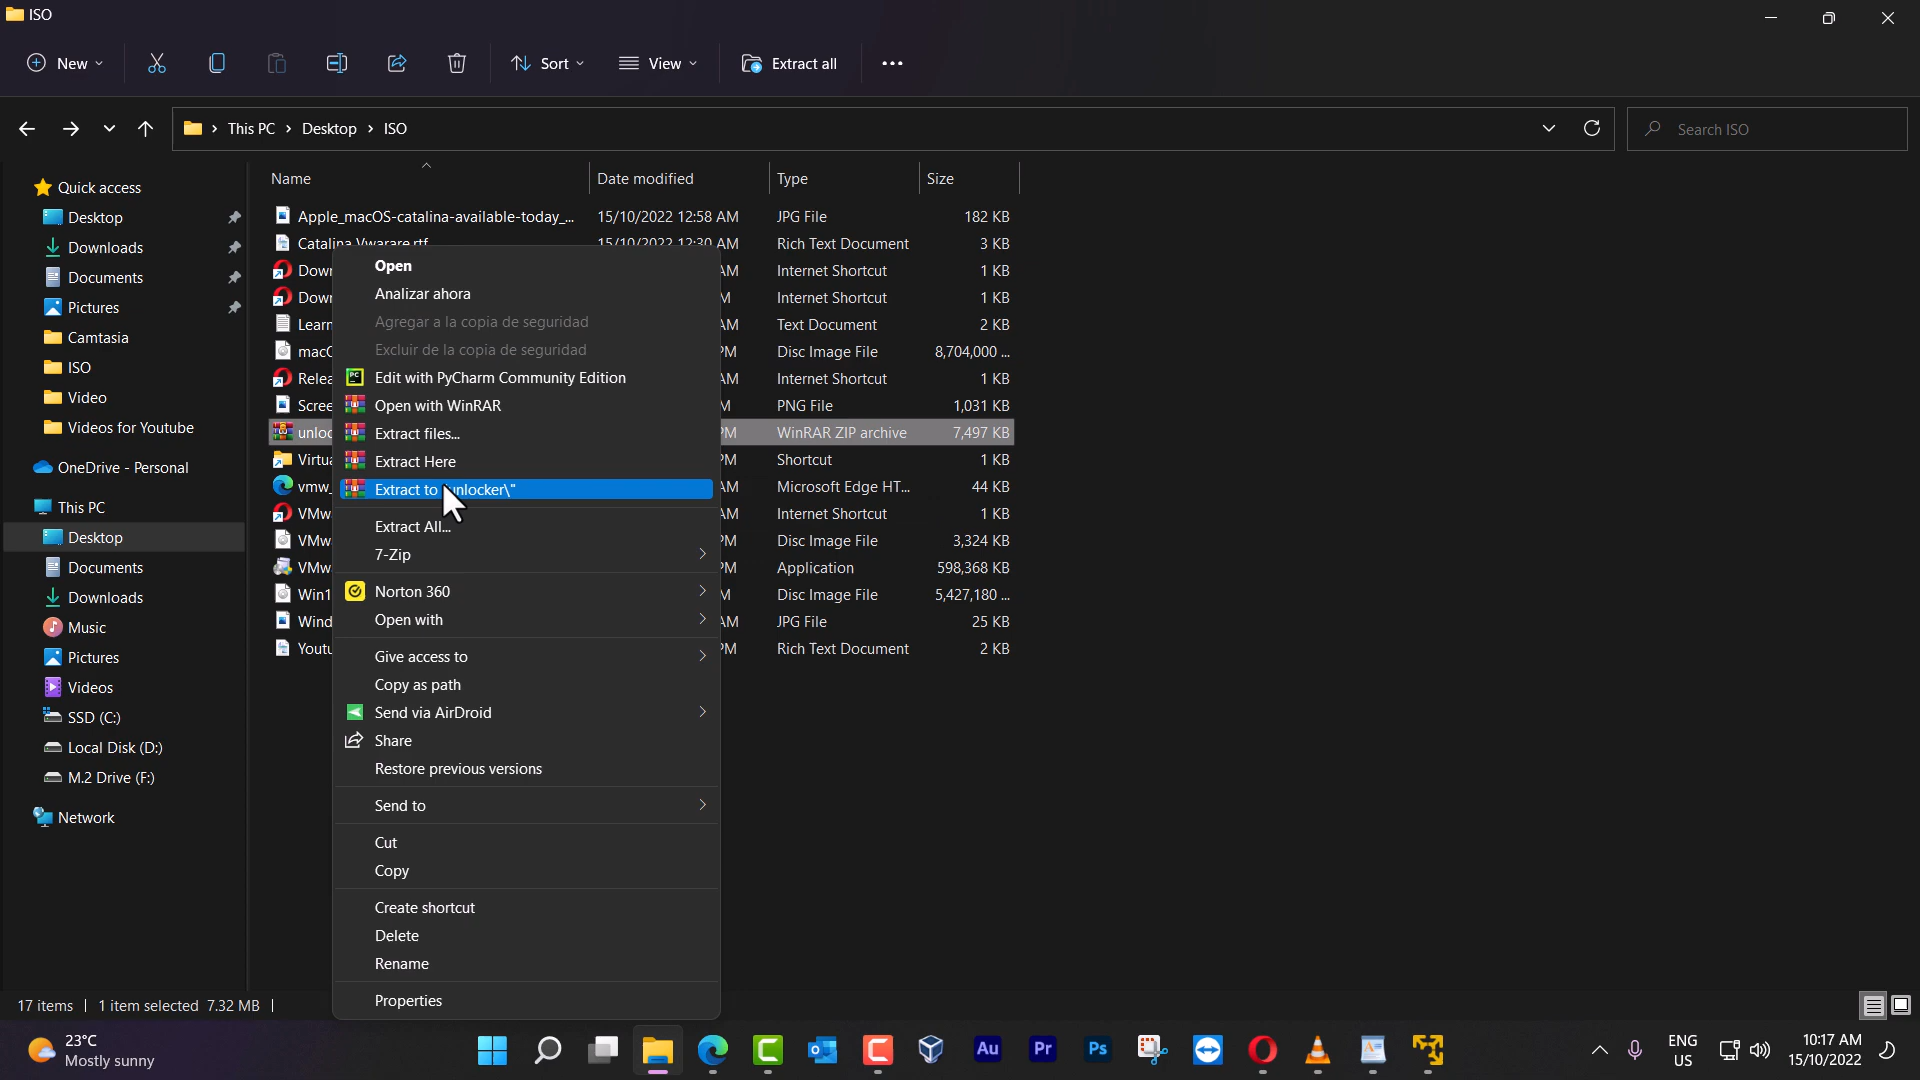 ISO
New
Sort
View
Extract all
This PC
Desktop
ISO
Search ISO
Name
Date modified
Type
Size
Quick access
Desktop
Downloads
Documents
Pictures
Camtasia
ISO
Video
Videos for Youtube
OneDrive - Personal
This PC
Desktop
Documents
Downloads
Music
Pictures
Videos
SSD (C:)
Local Disk (D:)
M.2 Drive (F:)
Network
Apple_macOS-catalina-available-today_... 15/10/2022 12:58 AM JPG File 182 KB
Catalina Vwarare.rtf 15/10/2022 12:30 AM Rich Text Document 3 KB
Internet Shortcut 1 KB
Internet Shortcut 1 KB
Text Document 2 KB
Disc Image File 8,704,000 ...
Internet Shortcut 1 KB
PNG File 1,031 KB
WinRAR ZIP archive 7,497 KB
Shortcut 1 KB
Microsoft Edge HT... 44 KB
Internet Shortcut 1 KB
Disc Image File 3,324 KB
Application 598,368 KB
Disc Image File 5,427,180 ...
JPG File 25 KB
Rich Text Document 2 KB
Open
Analizar ahora
Agregar a la copia de seguridad
Excluir de la copia de seguridad
Edit with PyCharm Community Edition
Open with WinRAR
Extract files...
Extract Here
Extract to "unlocker\"
Extract All...
7-Zip
Norton 360
Open with
Give access to
Copy as path
Send via AirDroid
Share
Restore previous versions
Send to
Cut
Copy
Create shortcut
Delete
Rename
Properties
17 items
1 item selected 7.32 MB
23°C
Mostly sunny
Au
Pr
Ps
ENG
US
10:17 AM
15/10/2022